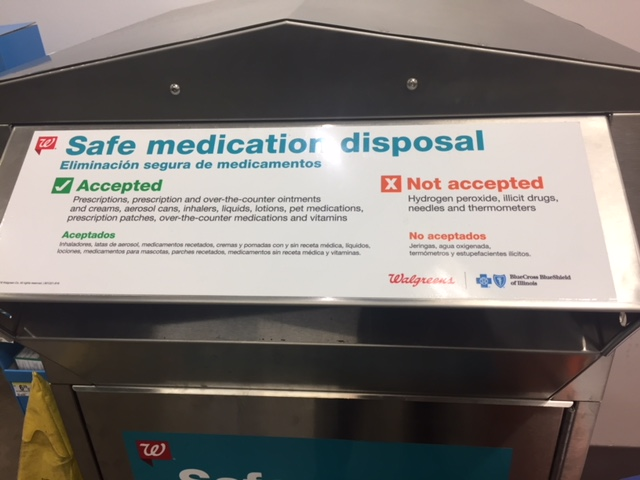 W Safe medication disposal
Eliminación segura de medicamentos
Accepted
Prescriptions, prescription and over-the-counter ointments
and creams, aerosol cans, inhalers, liquids, lotions, pet medications,
prescription patches, over-the-counter medications and vitamins
Aceptados
Inhaladores, latas de aerosol, medicamentos recetados, cremas y pomadas con y sin receta médica, líquidos,
lociones, medicamentos para mascotas, parches recetados, medicamentos sin receta médica y vitaminas.
X Not accepted
Hydrogen peroxide, illicit drugs,
needles and thermometers
No aceptados
Jeringas, agua oxigenada,
termómetros y estupefacientes ilícitos.
Walgreens
BlueCross BlueShield
of Illinois
W
Saf